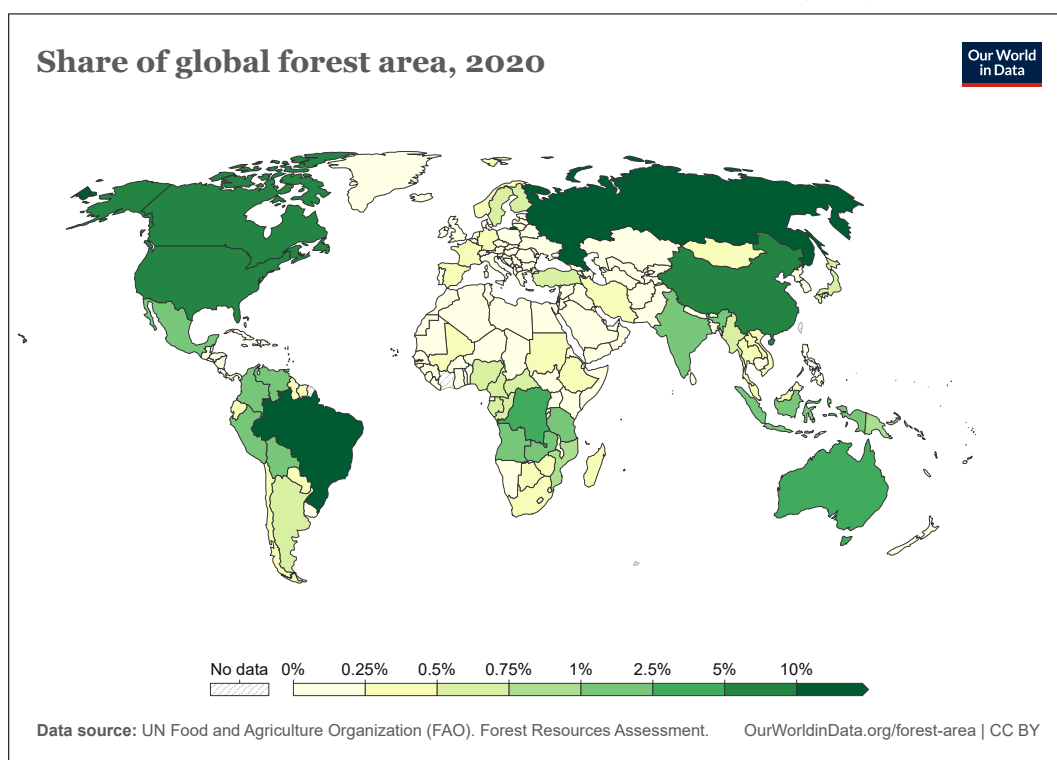 Share of global forest area, 2020
Our World
in Data
No data 0% 0.25% 0.5% 0.75% 1% 2.5% 5% 10%
Data source: UN Food and Agriculture Organization (FAO). Forest Resources Assessment. OurWorldinData.org/forest-area | CC BY